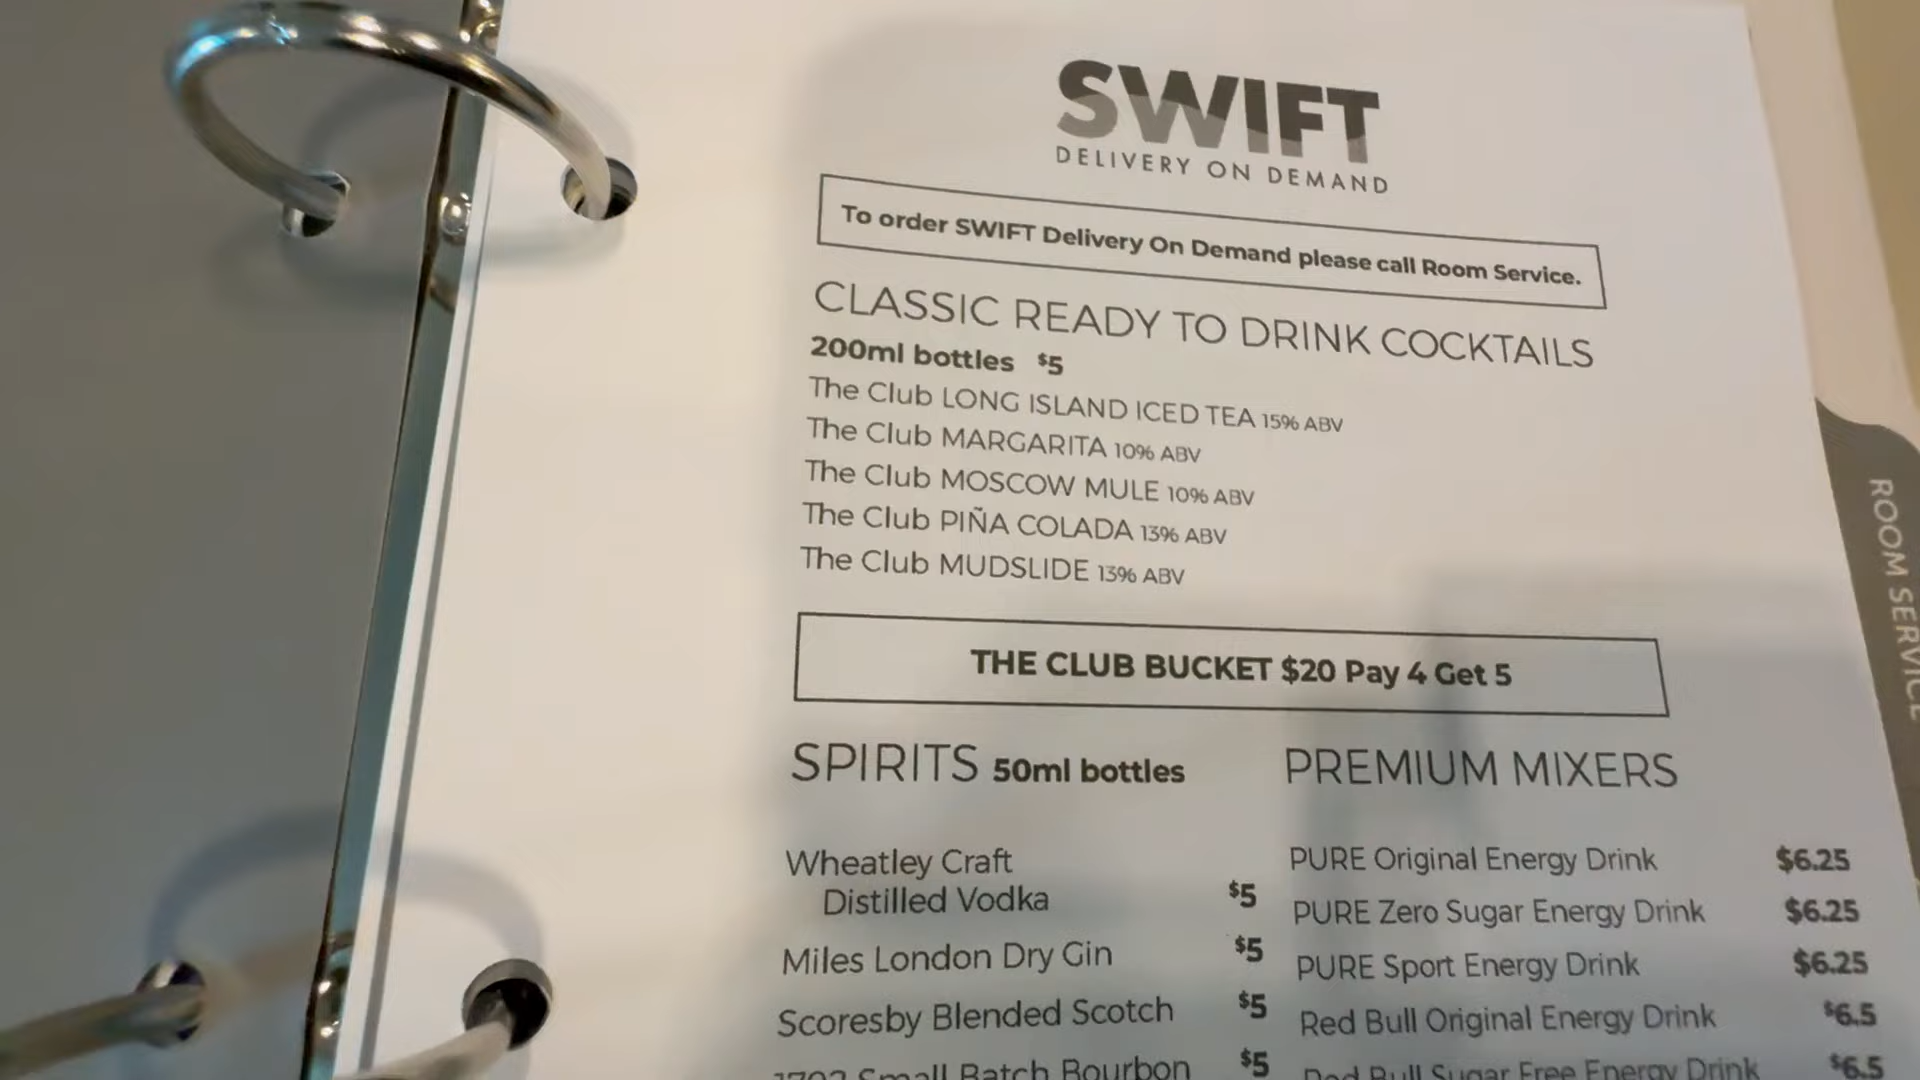 SWIFT
DELIVERY ON DEMAND
To order SWIFT Delivery On Demand please call Room Service.
CLASSIC READY TO DRINK COCKTAILS
200ml bottles $5
The Club LONG ISLAND ICED TEA 15% ABV
The Club MARGARITA 10% ABV
The Club MOSCOW MULE 10% ABV
The Club PIÑA COLADA 13% ABV
The Club MUDSLIDE 13% ABV
THE CLUB BUCKET $20 Pay 4 Get 5
SPIRITS 50ml bottles
Wheatley Craft
Distilled Vodka $5
Miles London Dry Gin $5
Scoresby Blended Scotch $5
1792 Small Batch Bourbon $5
PREMIUM MIXERS
PURE Original Energy Drink $6.25
PURE Zero Sugar Energy Drink $6.25
PURE Sport Energy Drink $6.25
Red Bull Original Energy Drink $6.5
Red Bull Sugar Free Energy Drink $6.5
ROOM SERVICE